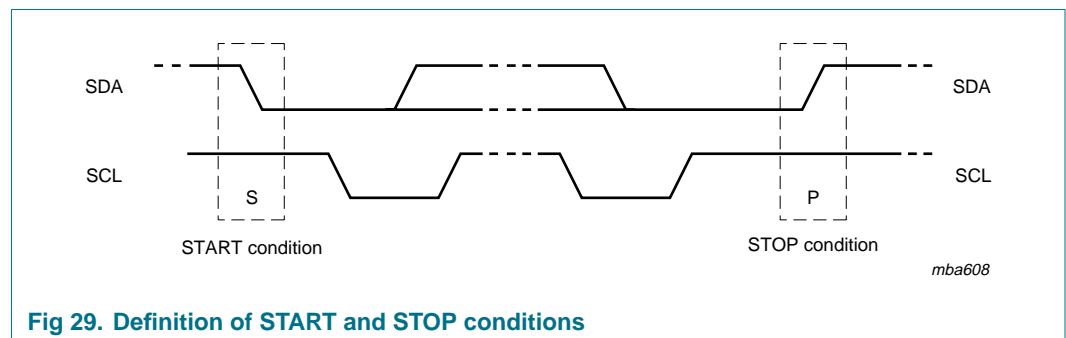 SDA SDA
SCL SCL
S P
START condition STOP condition
mba608
Fig 29. Definition of START and STOP conditions